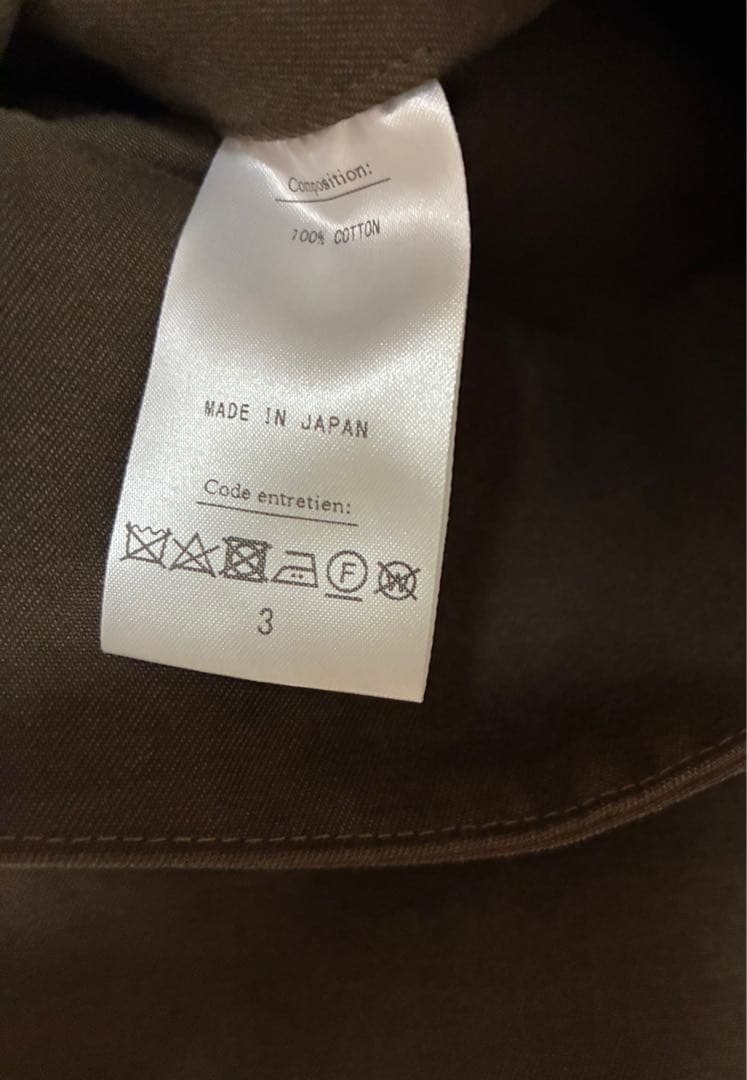 Composition:
100% COTTON
MADE IN JAPAN
Code entretien:
F W
3